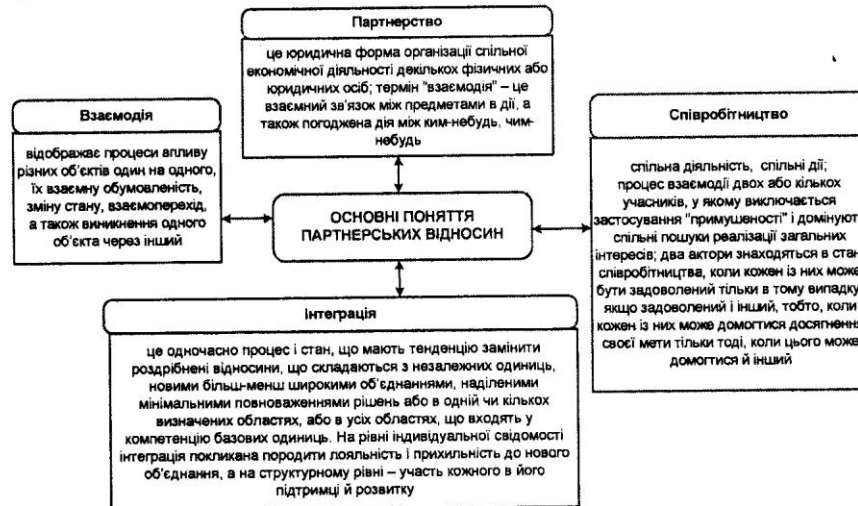 Партнерство
це юридична форма організації спільної
економічної діяльності декількох фізичних або
юридичних осіб; термін "взаємодія" – це
взаємний зв'язок між предметами в дії, а
також погоджена дія між ким-небудь, чим-
небудь
Взаємодія
відображає процеси впливу
різних об'єктів один на одного,
їх взаємну обумовленість,
зміну стану, взаємоперехід,
а також виникнення одного
об'єкта через інший
ОСНОВНІ ПОНЯТТЯ
ПАРТНЕРСЬКИХ ВІДНОСИН
Співробітництво
спільна діяльність, спільні дії;
процес взаємодії двох або кількох
учасників, у якому виключається
застосування "примушеності" і домінуют
спільні пошуки реалізації загальних
інтересів; два актори знаходяться в стан
співробітництва, коли кожен із них може
бути задоволений тільки в тому випадку
якщо задоволений і інший, тобто, коли
кожен із них може домогтися досягнення
своєї мети тільки тоді, коли цього може
домогтися й інший
Інтеграція
це одночасно процес і стан, що мають тенденцію замінити
роздрібнені відносини, що складаються з незалежних одиниць,
новими більш-менш широкими об'єднаннями, наділеними
мінімальними повноваженнями рішень або в одній чи кількох
визначених областях, або в усіх областях, що входять у
компетенцію базових одиниць. На рівні індивідуальної свідомості
інтеграція покликана породити лояльність і прихильність до нового
об'єднання, а на структурному рівні – участь кожного в його
підтримці й розвитку